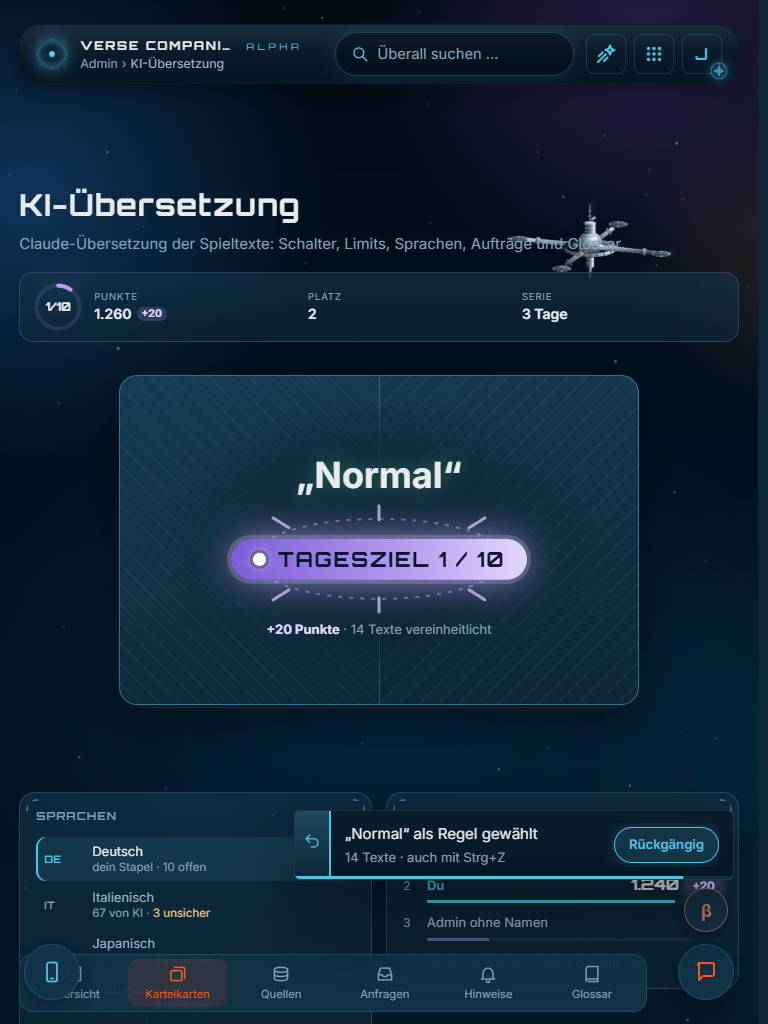 VERSE COMPANI… ALPHA
Admin › KI-Übersetzung
Überall suchen ...
KI-Übersetzung
Claude-Übersetzung der Spieltexte: Schalter, Limits, Sprachen, Aufträge und Glossar.
1/10
PUNKTE
1.260 +20
PLATZ
2
SERIE
3 Tage
„Normal“
TAGESZIEL 1 / 10
+20 Punkte · 14 Texte vereinheitlicht
SPRACHEN
DE
Deutsch
dein Stapel · 10 offen
IT
Italienisch
67 von KI · 3 unsicher
Japanisch
„Normal“ als Regel gewählt
14 Texte · auch mit Strg+Z
Rückgängig
2 Du 1.240 +20
3 Admin ohne Namen
β
ersicht
Karteikarten
Quellen
Anfragen
Hinweise
Glossar